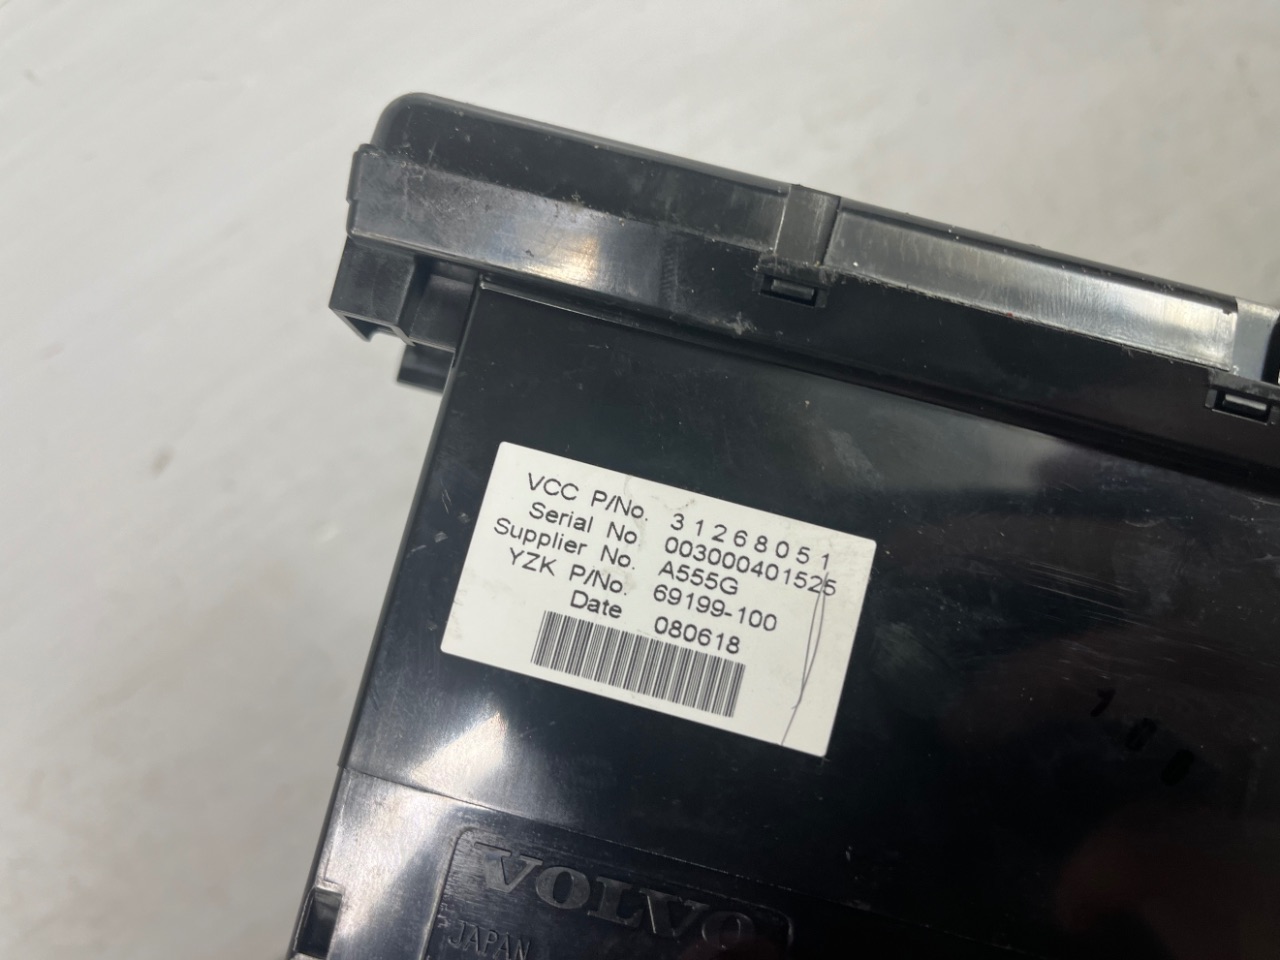 VCC P/No. 31268051
Serial No. 003000401525
Supplier No. A555G
YZK P/No. 69199-100
Date 080618
VOLVO
JAPAN